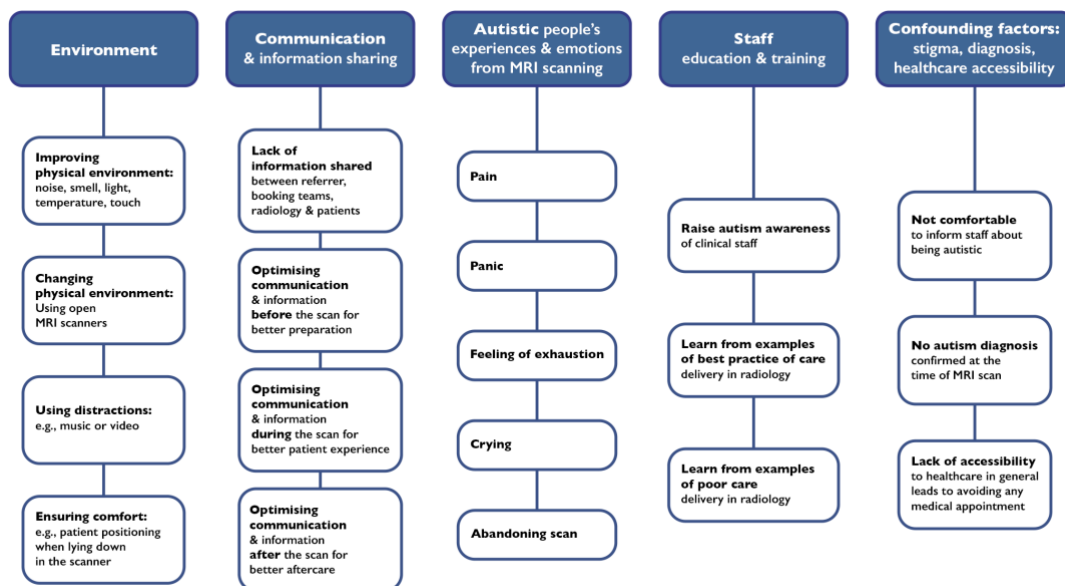 Environment
Improving
physical environment:
noise, smell, light,
temperature, touch
Changing
physical environment:
Using open
MRI scanners
Using distractions:
e.g., music or video
Ensuring comfort:
e.g., patient positioning
when lying down
in the scanner
Communication
& information sharing
Lack of
information shared
between referrer,
booking teams,
radiology & patients
Optimising
communication
& information
before the scan for
better preparation
Optimising
communication
& information
during the scan for
better patient experience
Optimising
communication
& information
after the scan for
better aftercare
Autistic people's
experiences & emotions
from MRI scanning
Pain
Panic
Feeling of exhaustion
Crying
Abandoning scan
Staff
education & training
Raise autism awareness
of clinical staff
Learn from examples
of best practice of care
delivery in radiology
Learn from examples
of poor care
delivery in radiology
Confounding factors:
stigma, diagnosis,
healthcare accessibility
Not comfortable
to inform staff about
being autistic
No autism diagnosis
confirmed at the
time of MRI scan
Lack of accessibility
to healthcare in general
leads to avoiding any
medical appointment